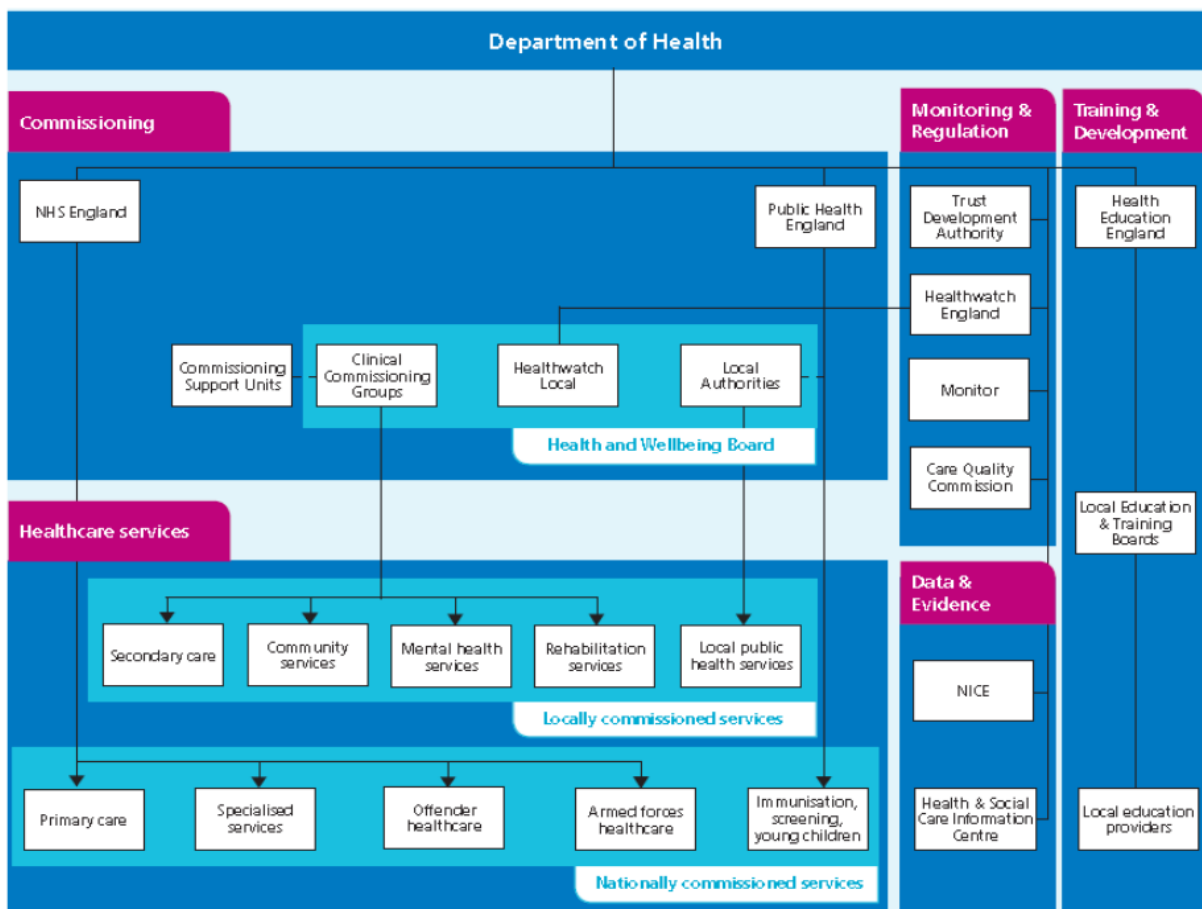 Department of Health
Commissioning
Monitoring &
Regulation
Training &
Development
NHS England
Public Health
England
Trust
Development
Authority
Health
Education
England
Healthwatch
England
Commissioning
Support Units
Clinical
Commissioning
Groups
Healthwatch
Local
Local
Authorities
Monitor
Health and Wellbeing Board
Care Quality
Commission
Local Education
& Training
Boards
Healthcare services
Data &
Evidence
Secondary care
Community
services
Mental health
services
Rehabilitation
services
Local public
health services
NICE
Locally commissioned services
Primary care
Specialised
services
Offender
healthcare
Armed forces
healthcare
Immunisation,
screening,
young children
Health & Social
Care Information
Centre
Local education
providers
Nationally commissioned services